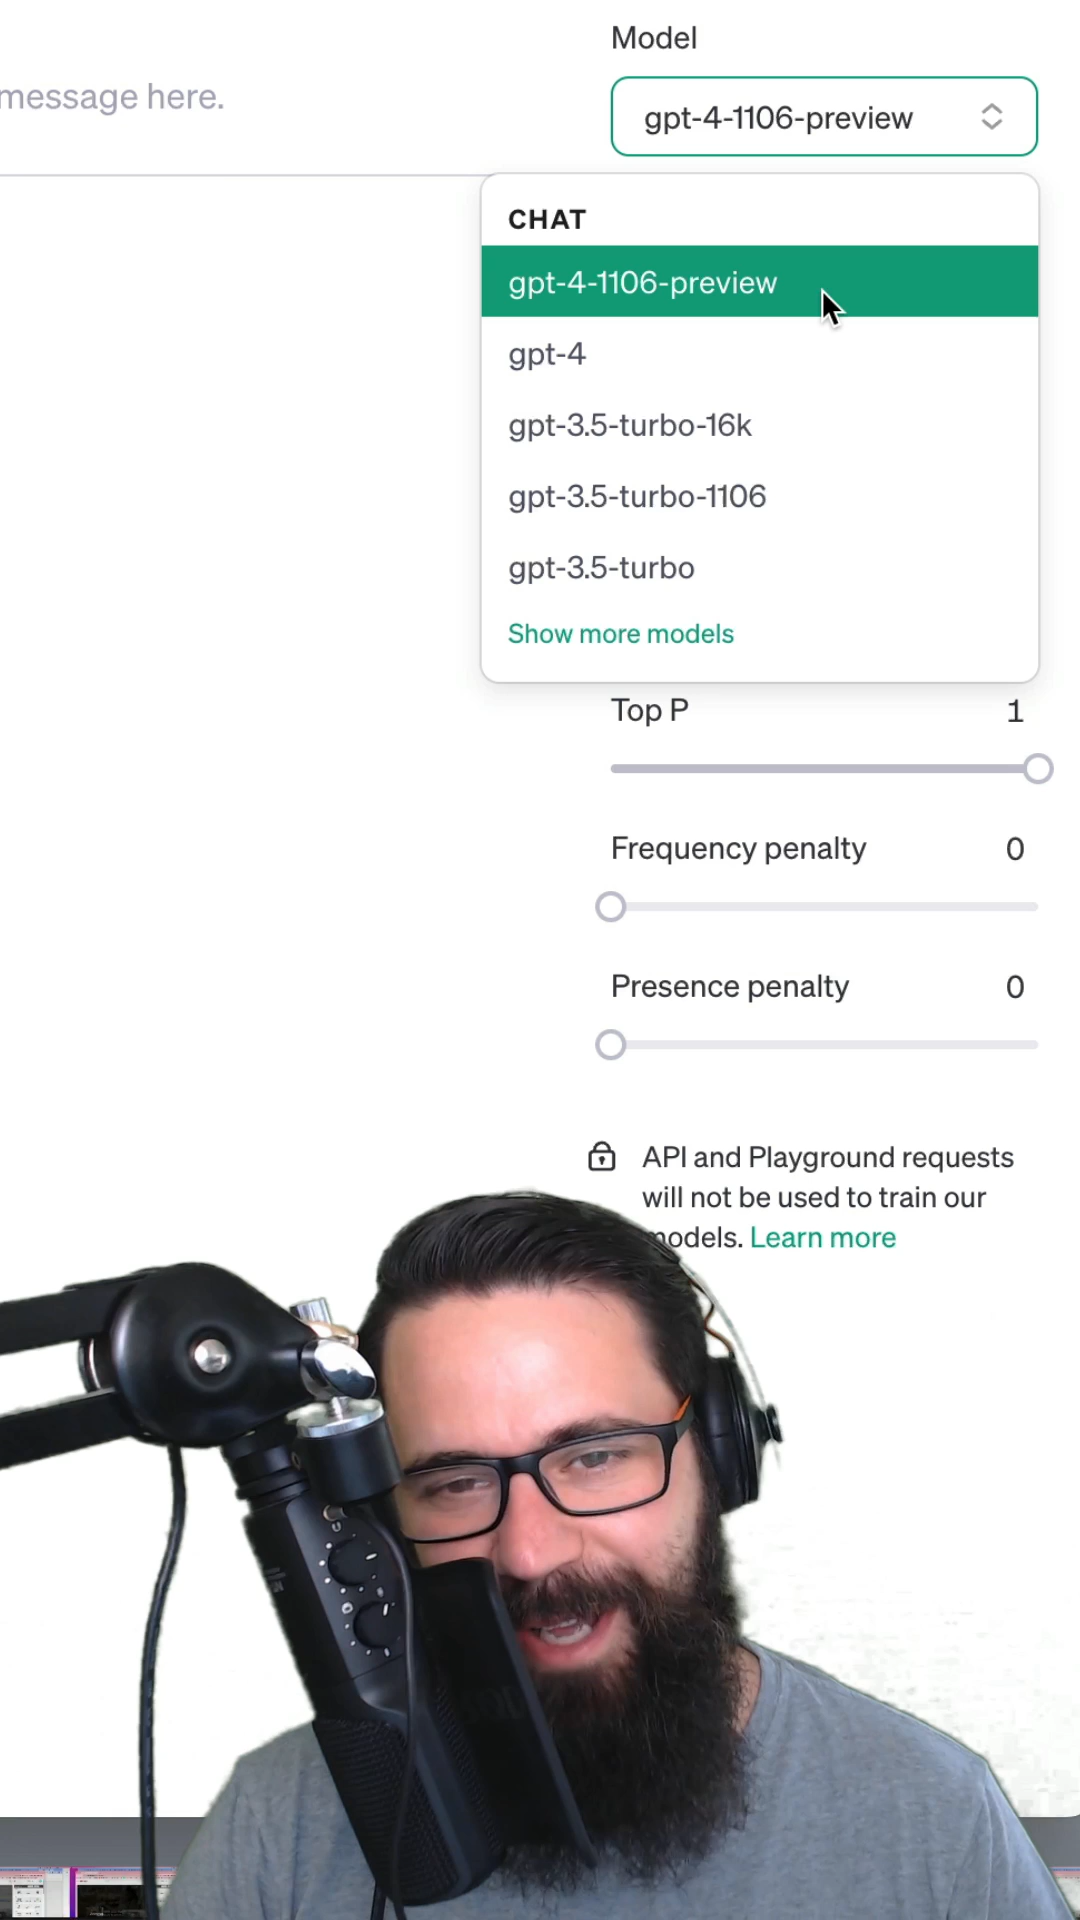 Model
message here.
gpt-4-1106-preview
CHAT
gpt-4-1106-preview
gpt-4
gpt-3.5-turbo-16k
gpt-3.5-turbo-1106
gpt-3.5-turbo
Show more models
Top P 1
Frequency penalty 0
Presence penalty 0
API and Playground requests
will not be used to train our
models. Learn more